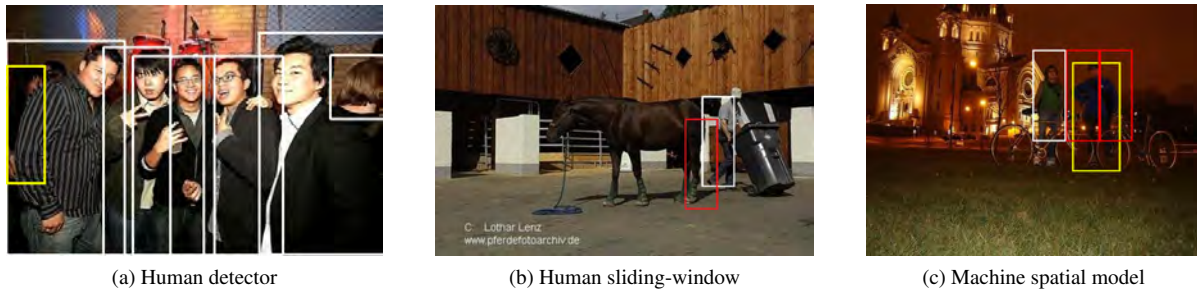 C. Lothar Lenz
www.pferdefotoarchiv.de
(a) Human detector
(b) Human sliding-window
(c) Machine spatial model